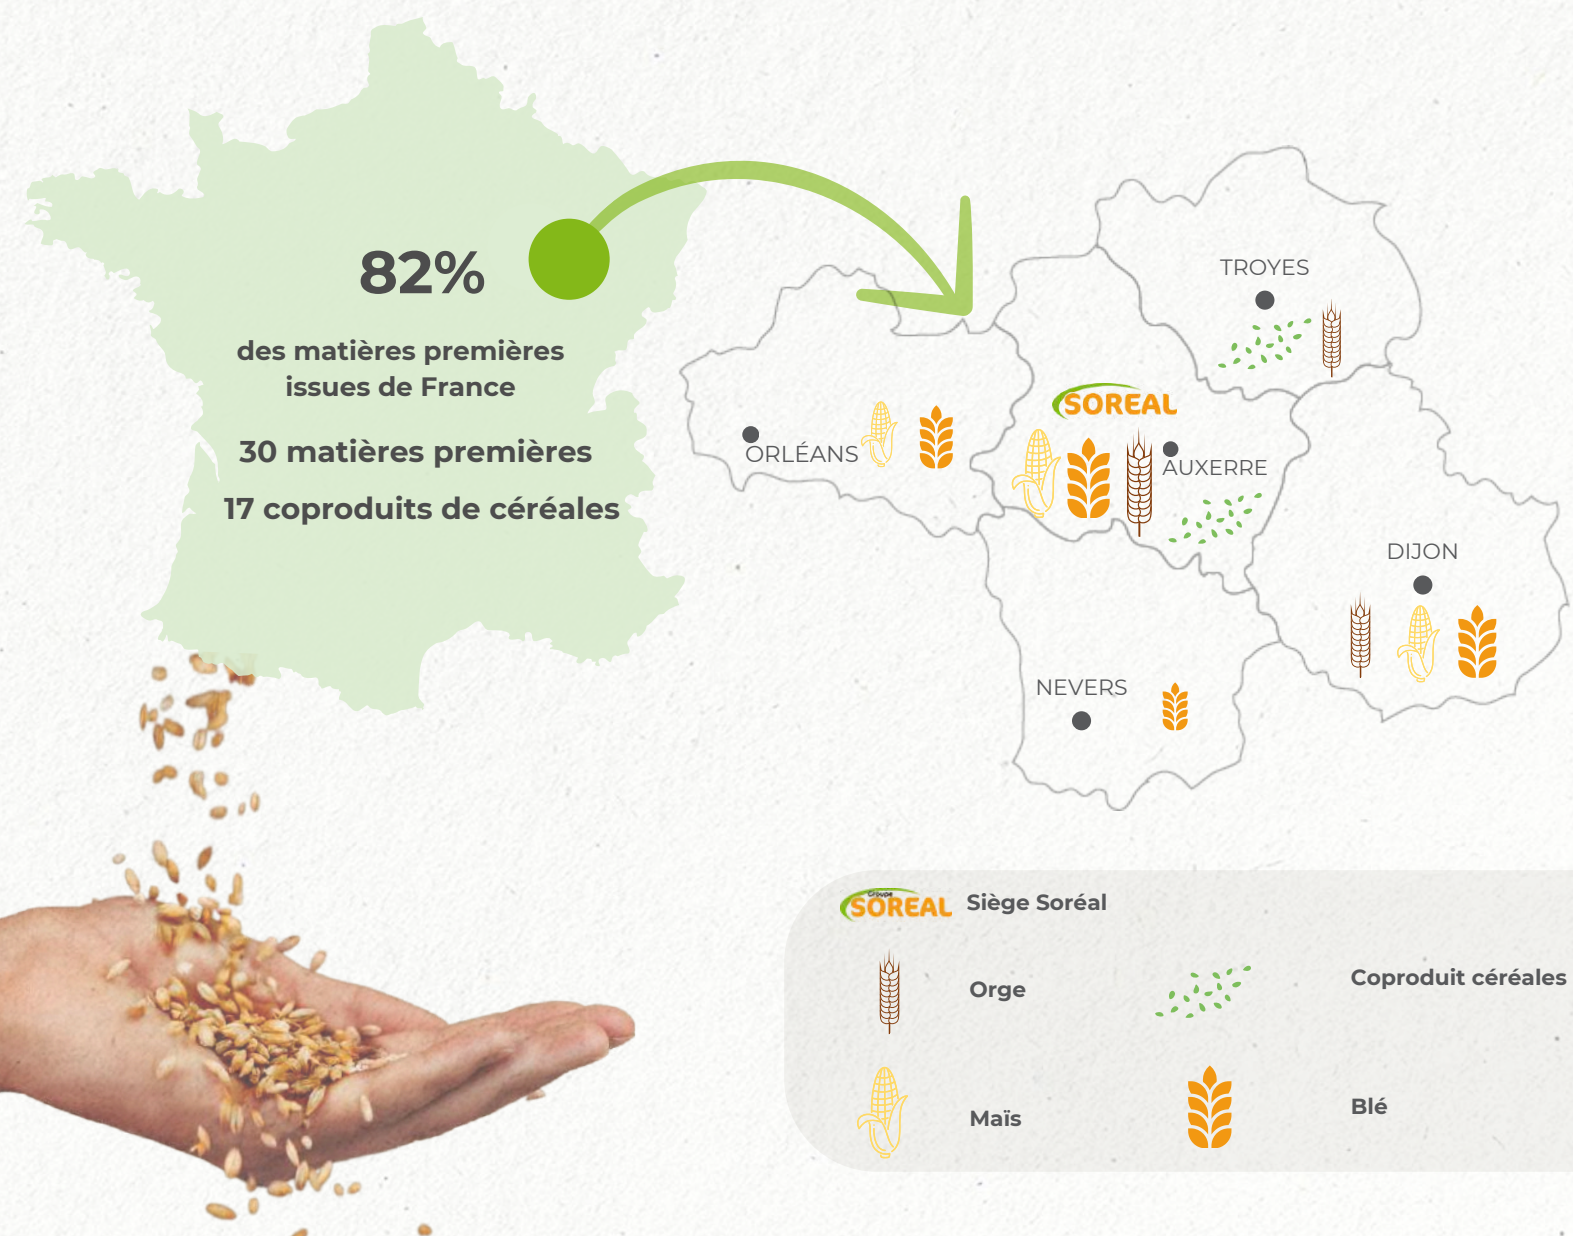 82%
des matières premières
issues de France
30 matières premières
17 coproduits de céréales
TROYES
SOREAL
ORLÉANS
AUXERRE
DIJON
NEVERS
Groupe
SOREAL
Siège Soréal
Orge
Coproduit céréales
Maïs
Blé